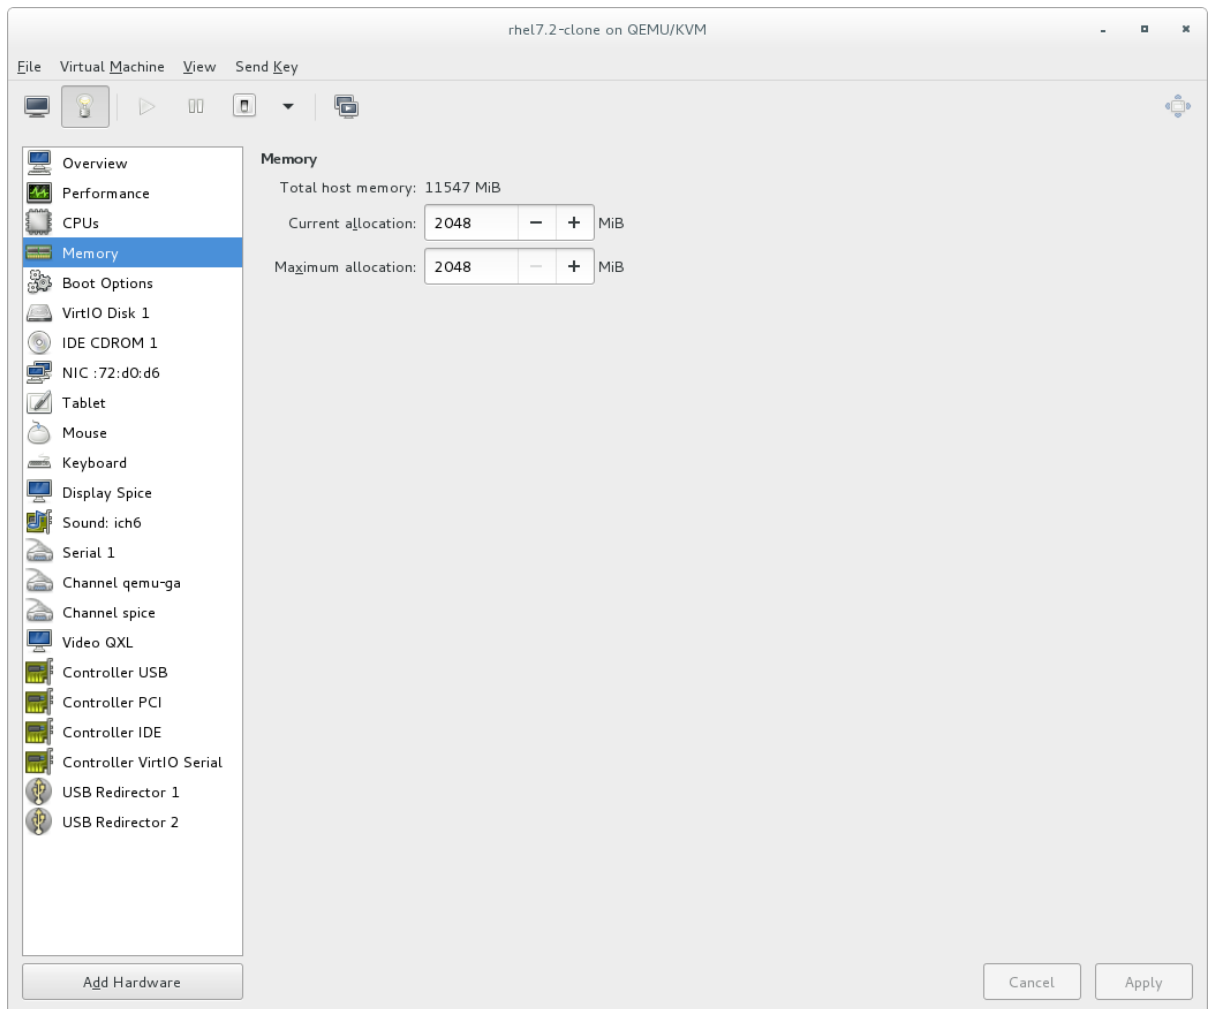 rhel7.2-clone on QEMU/KVM
File Virtual Machine View Send Key
Overview
Performance
CPUs
Memory
Boot Options
VirtIO Disk 1
IDE CDROM 1
NIC :72:d0:d6
Tablet
Mouse
Keyboard
Display Spice
Sound: ich6
Serial 1
Channel qemu-ga
Channel spice
Video QXL
Controller USB
Controller PCI
Controller IDE
Controller VirtIO Serial
USB Redirector 1
USB Redirector 2
Add Hardware
Memory
Total host memory: 11547 MiB
Current allocation: 2048 − + MiB
Maximum allocation: 2048 − + MiB
Cancel Apply